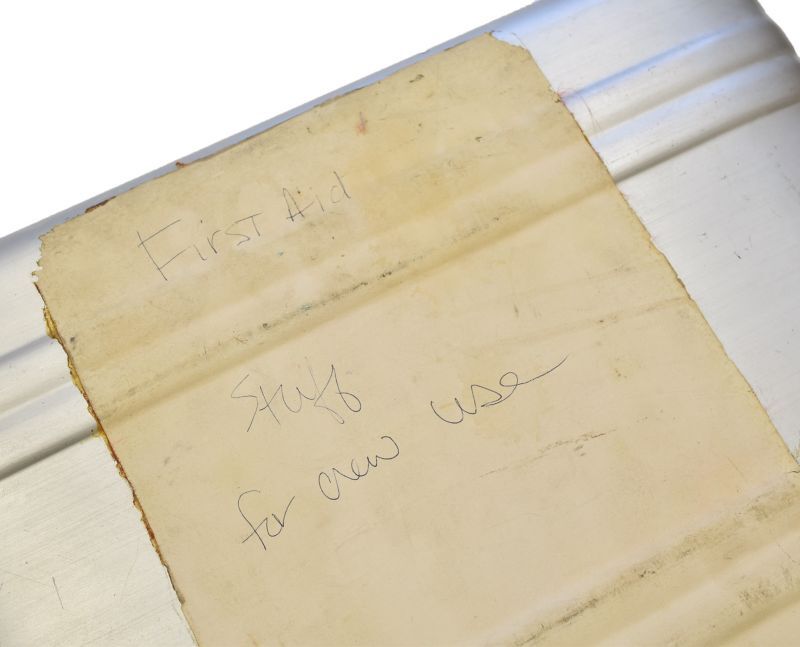 First Aid
Stuff
for crew use